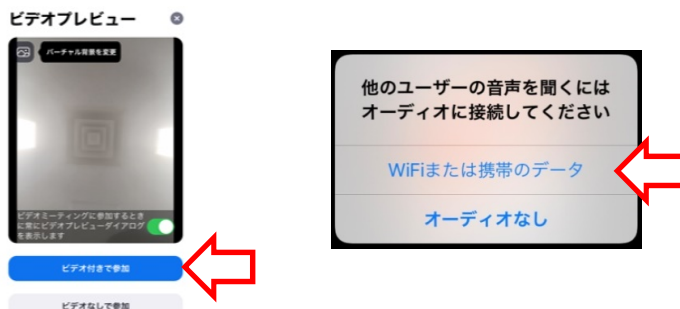 ビデオプレビュー
バーチャル背景を変更
ビデオミーティングに参加するとき
に常にビデオプレビューダイアログ
を表示します
ビデオ付きで参加
ビデオなしで参加
他のユーザーの音声を聞くには
オーディオに接続してください
WiFiまたは携帯のデータ
オーディオなし